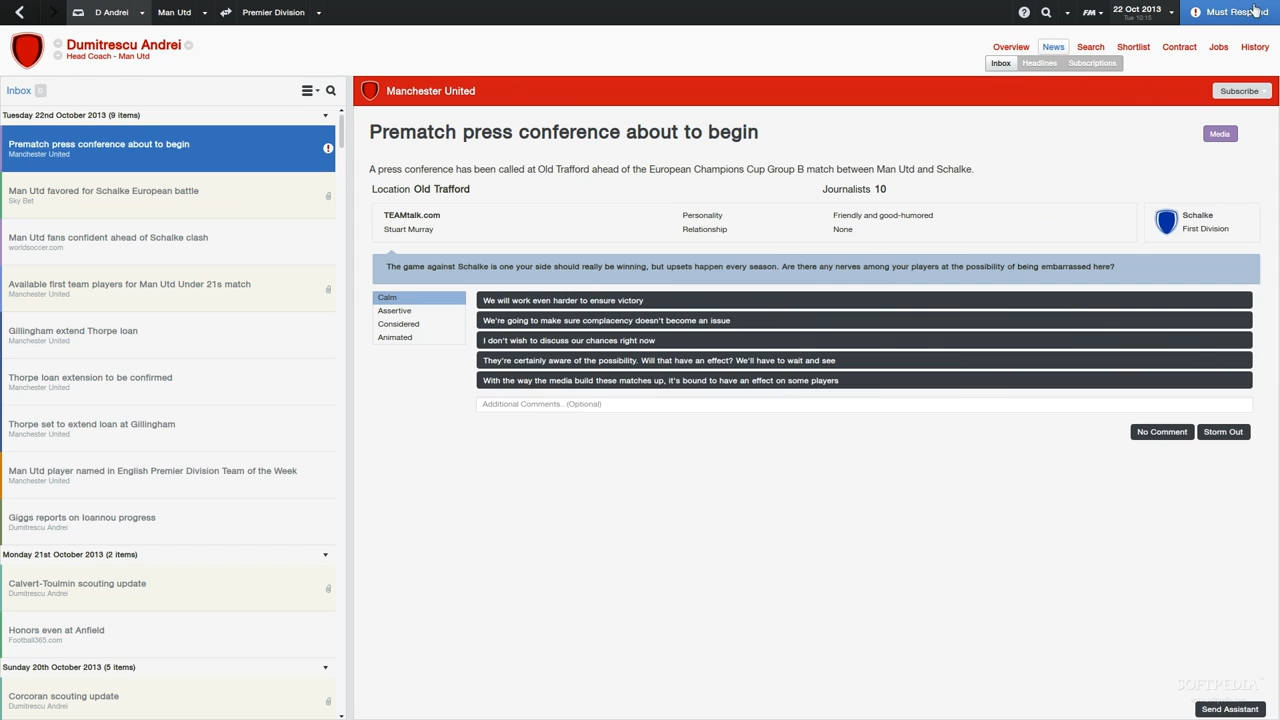 D Andrei
Man Utd
Premier Division
FM
22 Oct 2013
Tue 10:15
Must Respond
Dumitrescu Andrei
Head Coach - Man Utd
Overview
News
Search
Shortlist
Contract
Jobs
History
Inbox
Headlines
Subscriptions
Inbox 0
Tuesday 22nd October 2013 (9 items)
Prematch press conference about to begin
Manchester United
Man Utd favored for Schalke European battle
Sky Bet
Man Utd fans confident ahead of Schalke clash
worldsoccer.com
Available first team players for Man Utd Under 21s match
Manchester United
Gillingham extend Thorpe loan
Manchester United
Thorpe loan extension to be confirmed
Manchester United
Thorpe set to extend loan at Gillingham
Manchester United
Man Utd player named in English Premier Division Team of the Week
Manchester United
Giggs reports on Ioannou progress
Dumitrescu Andrei
Monday 21st October 2013 (2 items)
Calvert-Toulmin scouting update
Dumitrescu Andrei
Honors even at Anfield
Football365.com
Sunday 20th October 2013 (5 items)
Corcoran scouting update
Dumitrescu Andrei
Manchester United
Subscribe
Prematch press conference about to begin
Media
A press conference has been called at Old Trafford ahead of the European Champions Cup Group B match between Man Utd and Schalke.
Location Old Trafford
Journalists 10
TEAMtalk.com
Personality
Friendly and good-humored
Stuart Murray
Relationship
None
Schalke
First Division
The game against Schalke is one your side should really be winning, but upsets happen every season. Are there any nerves among your players at the possibility of being embarrassed here?
Calm
Assertive
Considered
Animated
We will work even harder to ensure victory
We're going to make sure complacency doesn't become an issue
I don't wish to discuss our chances right now
They're certainly aware of the possibility. Will that have an effect? We'll have to wait and see
With the way the media build these matches up, it's bound to have an effect on some players
Additional Comments.. (Optional)
No Comment
Storm Out
SOFTPEDIA
Send Assistant